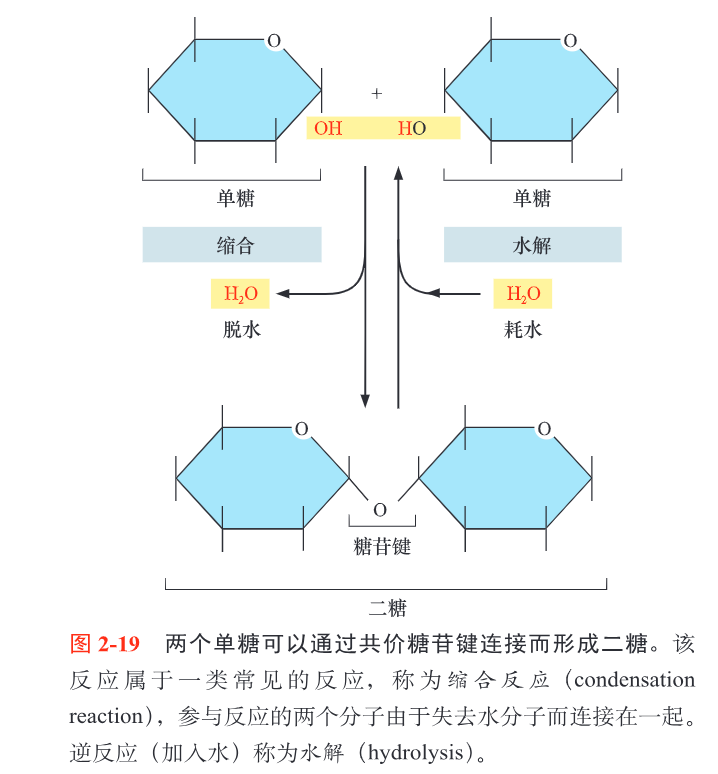 O O
+
OH HO
单糖 单糖
缩合 水解
H₂O H₂O
脱水 耗水
O O
O
糖苷键
二糖
图 2-19 两个单糖可以通过共价糖苷键连接而形成二糖。该
反应属于一类常见的反应，称为缩合反应（condensation
reaction），参与反应的两个分子由于失去水分子而连接在一起。
逆反应（加入水）称为水解（hydrolysis）。